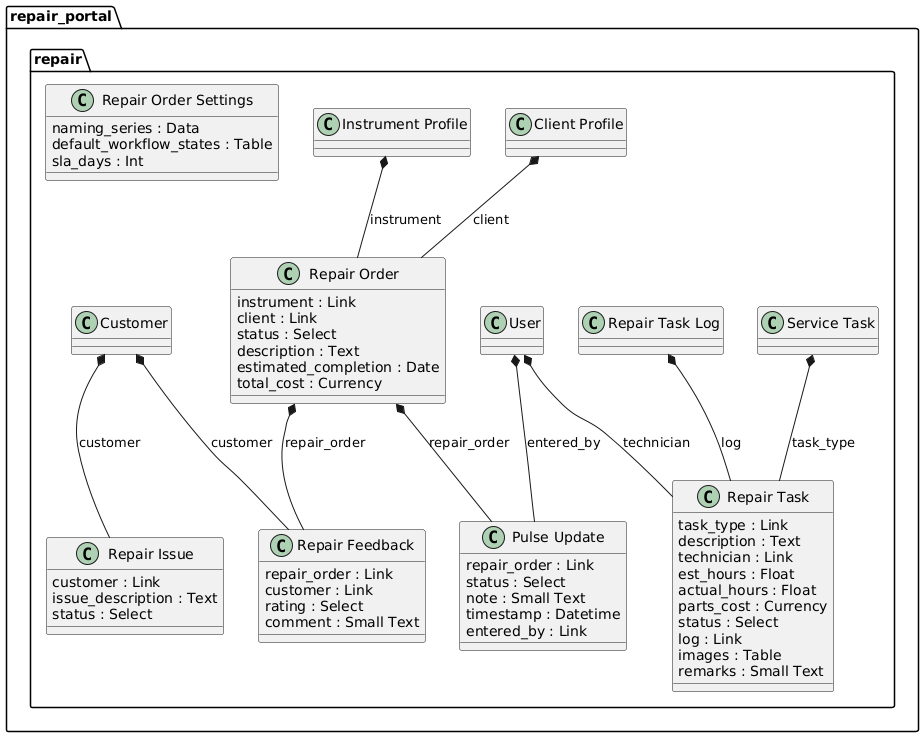 repair_portal
repair
C Repair Order Settings
naming_series : Data
default_workflow_states : Table
sla_days : Int
C Instrument Profile
C Client Profile
instrument
client
C Repair Order
instrument : Link
client : Link
status : Select
description : Text
estimated_completion : Date
total_cost : Currency
C Customer
C User
C Repair Task Log
C Service Task
customer
customer
repair_order
repair_order
entered_by
technician
log
task_type
C Repair Issue
customer : Link
issue_description : Text
status : Select
C Repair Feedback
repair_order : Link
customer : Link
rating : Select
comment : Small Text
C Pulse Update
repair_order : Link
status : Select
note : Small Text
timestamp : Datetime
entered_by : Link
C Repair Task
task_type : Link
description : Text
technician : Link
est_hours : Float
actual_hours : Float
parts_cost : Currency
status : Select
log : Link
images : Table
remarks : Small Text